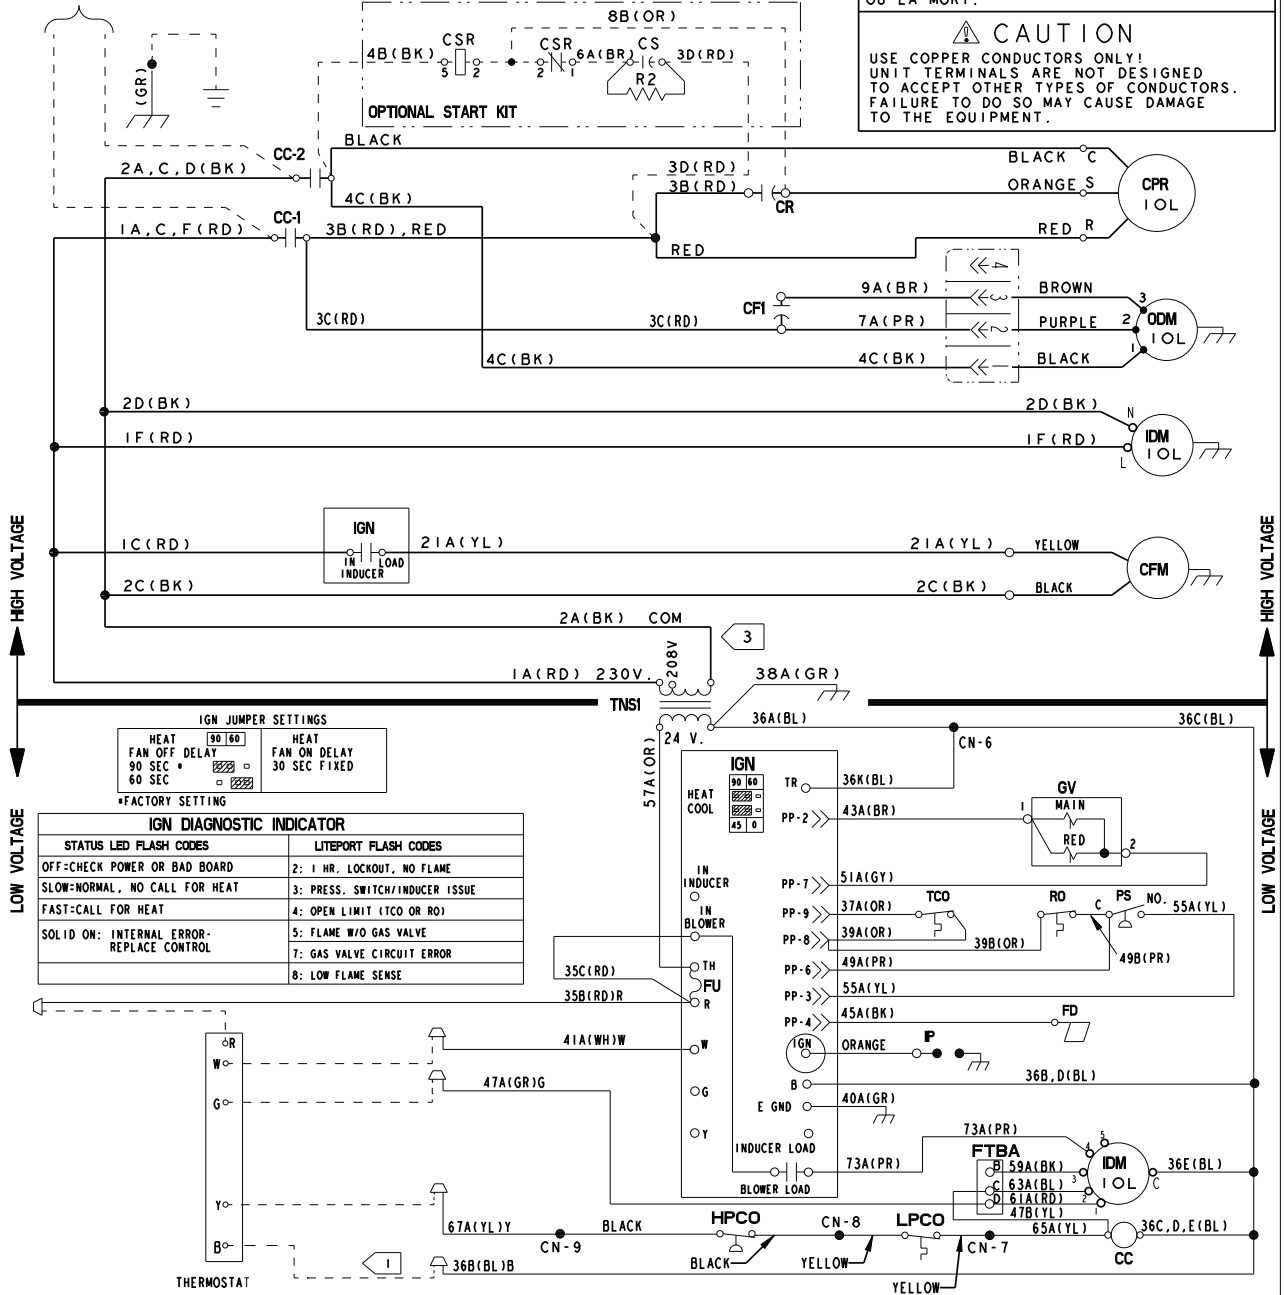 OU LA MORT.
⚠ CAUTION
USE COPPER CONDUCTORS ONLY!
UNIT TERMINALS ARE NOT DESIGNED
TO ACCEPT OTHER TYPES OF CONDUCTORS.
FAILURE TO DO SO MAY CAUSE DAMAGE
TO THE EQUIPMENT.
8B(OR)
4B(BK) CSR CSR 6A(BR) CS 3D(RD)
5 2 2 1
R2
OPTIONAL START KIT
(GR)
BLACK
CC-2
2A,C,D(BK)
BLACK C
3D(RD)
3B(RD)
CR
ORANGE S
CPR
IOL
4C(BK)
CC-1
1A,C,F(RD)
3B(RD),RED
RED R
RED
4
9A(BR) 3 BROWN 3
CF1
3C(RD) 3C(RD) 7A(PR) 2 PURPLE 2
ODM
IOL
4C(BK) 4C(BK) 1 BLACK 1
2D(BK) 2D(BK) N
1F(RD) 1F(RD) L
IDM
IOL
HIGH VOLTAGE
HIGH VOLTAGE
IGN
1C(RD) 21A(YL) 21A(YL) YELLOW
IN LOAD
INDUCER
CFM
2C(BK) 2C(BK) BLACK
2A(BK) COM
3
208V
1A(RD) 230V.
38A(GR)
TNS1
36A(BL) 36C(BL)
24 V.
CN-6
57A(OR)
LOW VOLTAGE
LOW VOLTAGE
IGN JUMPER SETTINGS
HEAT 90 60 HEAT
FAN OFF DELAY FAN ON DELAY
90 SEC * 30 SEC FIXED
60 SEC
*FACTORY SETTING
IGN DIAGNOSTIC INDICATOR
STATUS LED FLASH CODES LITEPORT FLASH CODES
OFF=CHECK POWER OR BAD BOARD 2: 1 HR. LOCKOUT, NO FLAME
SLOW=NORMAL, NO CALL FOR HEAT 3: PRESS. SWITCH/INDUCER ISSUE
FAST=CALL FOR HEAT 4: OPEN LIMIT (TCO OR RO)
SOLID ON: INTERNAL ERROR- 5: FLAME W/O GAS VALVE
REPLACE CONTROL 7: GAS VALVE CIRCUIT ERROR
8: LOW FLAME SENSE
IGN
90 60
HEAT
COOL
45 0
TR 36K(BL)
PP-2 43A(BR)
GV
1 MAIN
RED 2
IN
INDUCER
IN
BLOWER
PP-7 51A(GY)
PP-9 37A(OR) TCO RO C PS NO. 55A(YL)
PP-8 39A(OR) 39B(OR)
49B(PR)
PP-6 49A(PR)
TH
FU
R
35C(RD)
35B(RD)R
PP-3 55A(YL)
PP-4 45A(BK) FD
IGN ORANGE IP
41A(WH)W W
B 36B,D(BL)
47A(GR)G G
E GND 40A(GR)
Y
INDUCER LOAD
BLOWER LOAD
73A(PR)
73A(PR)
FTBA
B 59A(BK)
C 63A(BL)
D 61A(RD)
47B(YL)
65A(YL)
5
4
3
2
1
IDM
IOL
C 36E(BL)
36C,D,E(BL)
CC
R
W
G
Y
B
THERMOSTAT
67A(YL)Y CN-9 BLACK HPCO CN-8 LPCO CN-7
BLACK YELLOW
YELLOW
1
36B(BL)B